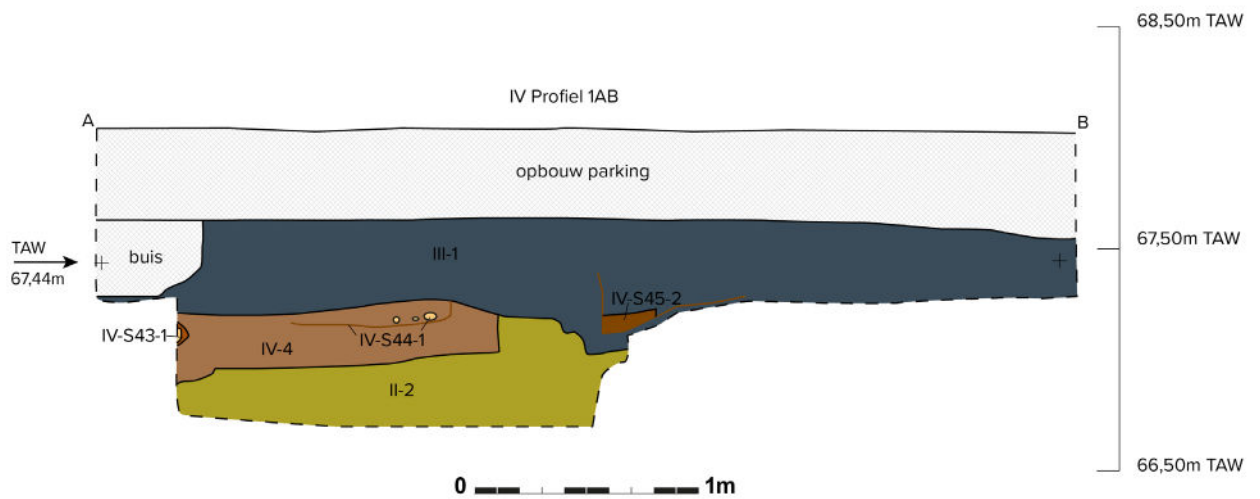 68,50m TAW
IV Profiel 1AB
A
B
opbouw parking
TAW
67,44m
buis
III-1
67,50m TAW
IV-S45-2
IV-S43-1
IV-4
IV-S44-1
II-2
66,50m TAW
0
1m